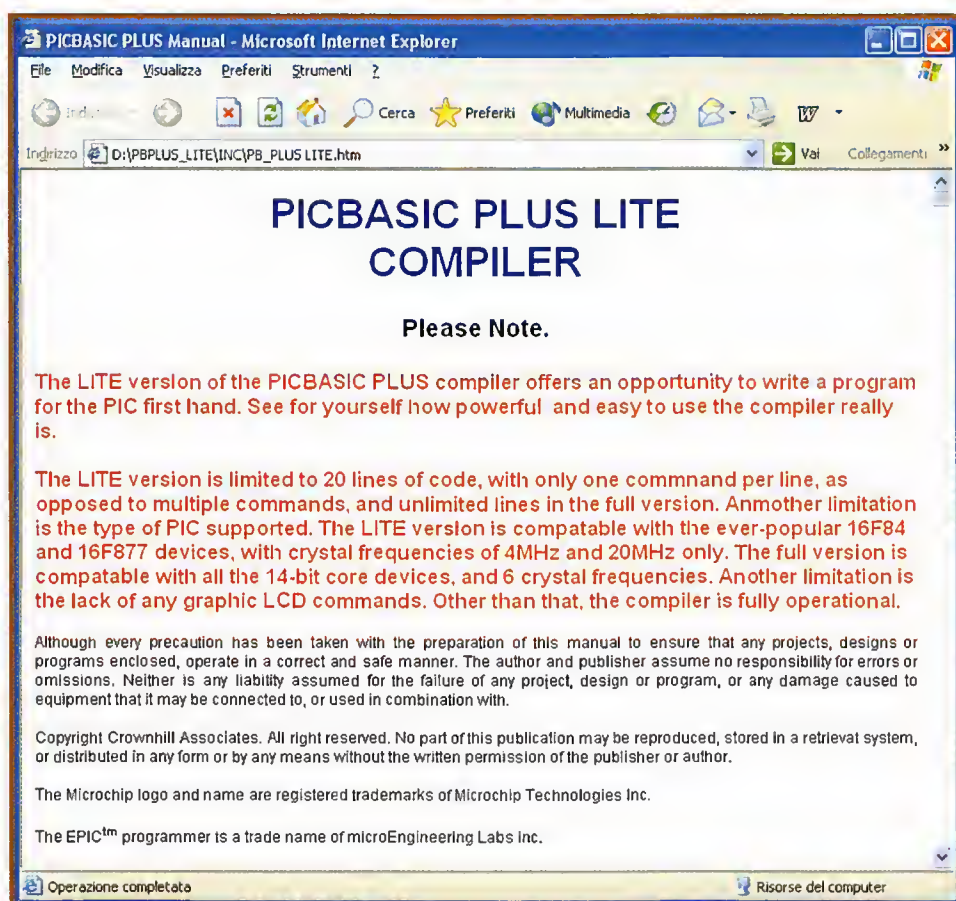 PICBASIC PLUS Manual - Microsoft Internet Explorer
File Modifica Visualizza Preferiti Strumenti ?
Cerca Preferiti Multimedia
Indirizzo D:\PBPLUS_LITE\INC\PB_PLUS LITE.htm Vai Collegamenti »
PICBASIC PLUS LITE
COMPILER
Please Note.
The LITE version of the PICBASIC PLUS compiler offers an opportunity to write a program
for the PIC first hand. See for yourself how powerful and easy to use the compiler really
is.
The LITE version is limited to 20 lines of code, with only one commnand per line, as
opposed to multiple commands, and unlimited lines in the full version. Anmother limitation
is the type of PIC supported. The LITE version is compatable with the ever-popular 16F84
and 16F877 devices, with crystal frequencies of 4MHz and 20MHz only. The full version is
compatable with all the 14-bit core devices, and 6 crystal frequencies. Another limitation is
the lack of any graphic LCD commands. Other than that, the compiler is fully operational.
Although every precaution has been taken with the preparation of this manual to ensure that any projects, designs or
programs enclosed, operate in a correct and safe manner. The author and publisher assume no responsibility for errors or
omissions. Neither is any liability assumed for the failure of any project, design or program, or any damage caused to
equipment that it may be connected to, or used in combination with.
Copyright Crownhill Associates. All right reserved. No part of this publication may be reproduced, stored in a retrieval system,
or distributed in any form or by any means without the written permission of the publisher or author.
The Microchip logo and name are registered trademarks of Microchip Technologies Inc.
The EPICtm programmer is a trade name of microEngineering Labs inc.
Operazione completata Risorse del computer